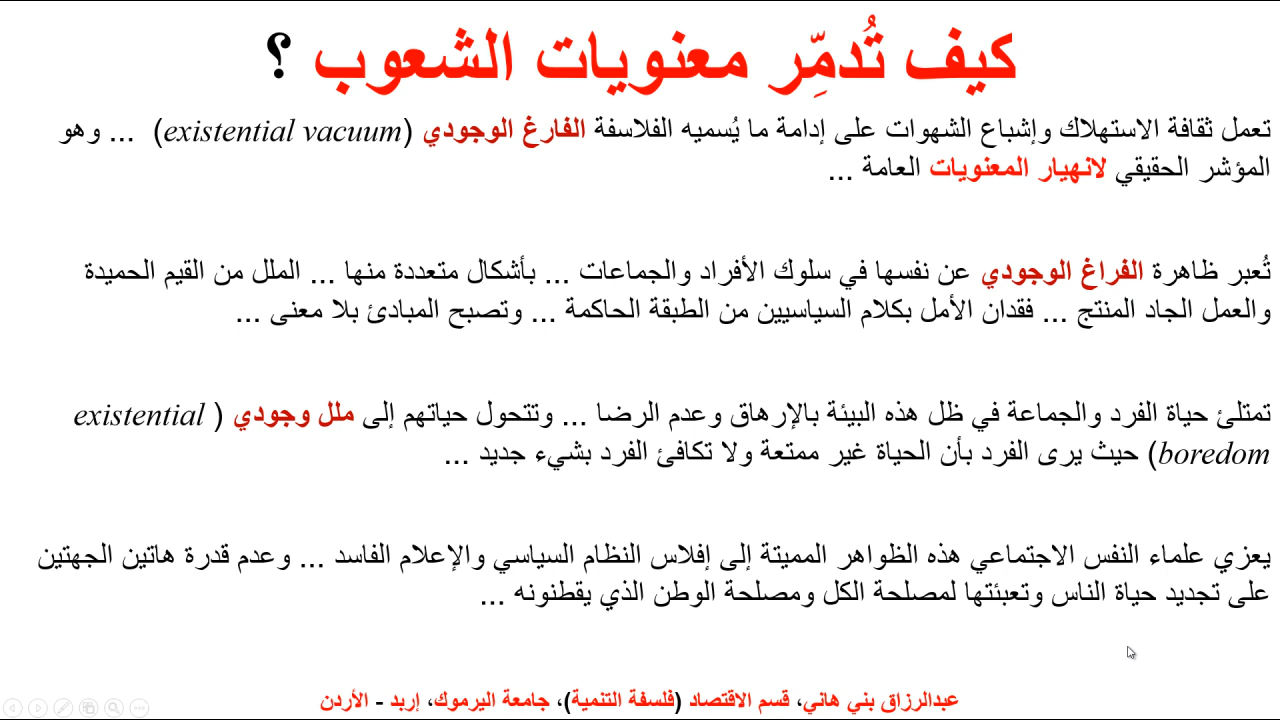 كيف تُدمِّر معنويات الشعوب ؟
تعمل ثقافة الاستهلاك وإشباع الشهوات على إدامة ما يُسميه الفلاسفة الفارغ الوجودي (existential vacuum) ... وهو
المؤشر الحقيقي لانهيار المعنويات العامة ...
تُعبر ظاهرة الفراغ الوجودي عن نفسها في سلوك الأفراد والجماعات ... بأشكال متعددة منها ... الملل من القيم الحميدة
والعمل الجاد المنتج ... فقدان الأمل بكلام السياسيين من الطبقة الحاكمة ... وتصبح المبادئ بلا معنى ...
تمتلئ حياة الفرد والجماعة في ظل هذه البيئة بالإرهاق وعدم الرضا ... وتتحول حياتهم إلى ملل وجودي ( existential
boredom) حيث يرى الفرد بأن الحياة غير ممتعة ولا تكافئ الفرد بشيء جديد ...
يعزي علماء النفس الاجتماعي هذه الظواهر المميتة إلى إفلاس النظام السياسي والإعلام الفاسد ... وعدم قدرة هاتين الجهتين
على تجديد حياة الناس وتعبئتها لمصلحة الكل ومصلحة الوطن الذي يقطنونه ...
عبدالرزاق بني هاني، قسم الاقتصاد (فلسفة التنمية)، جامعة اليرموك، إربد - الأردن